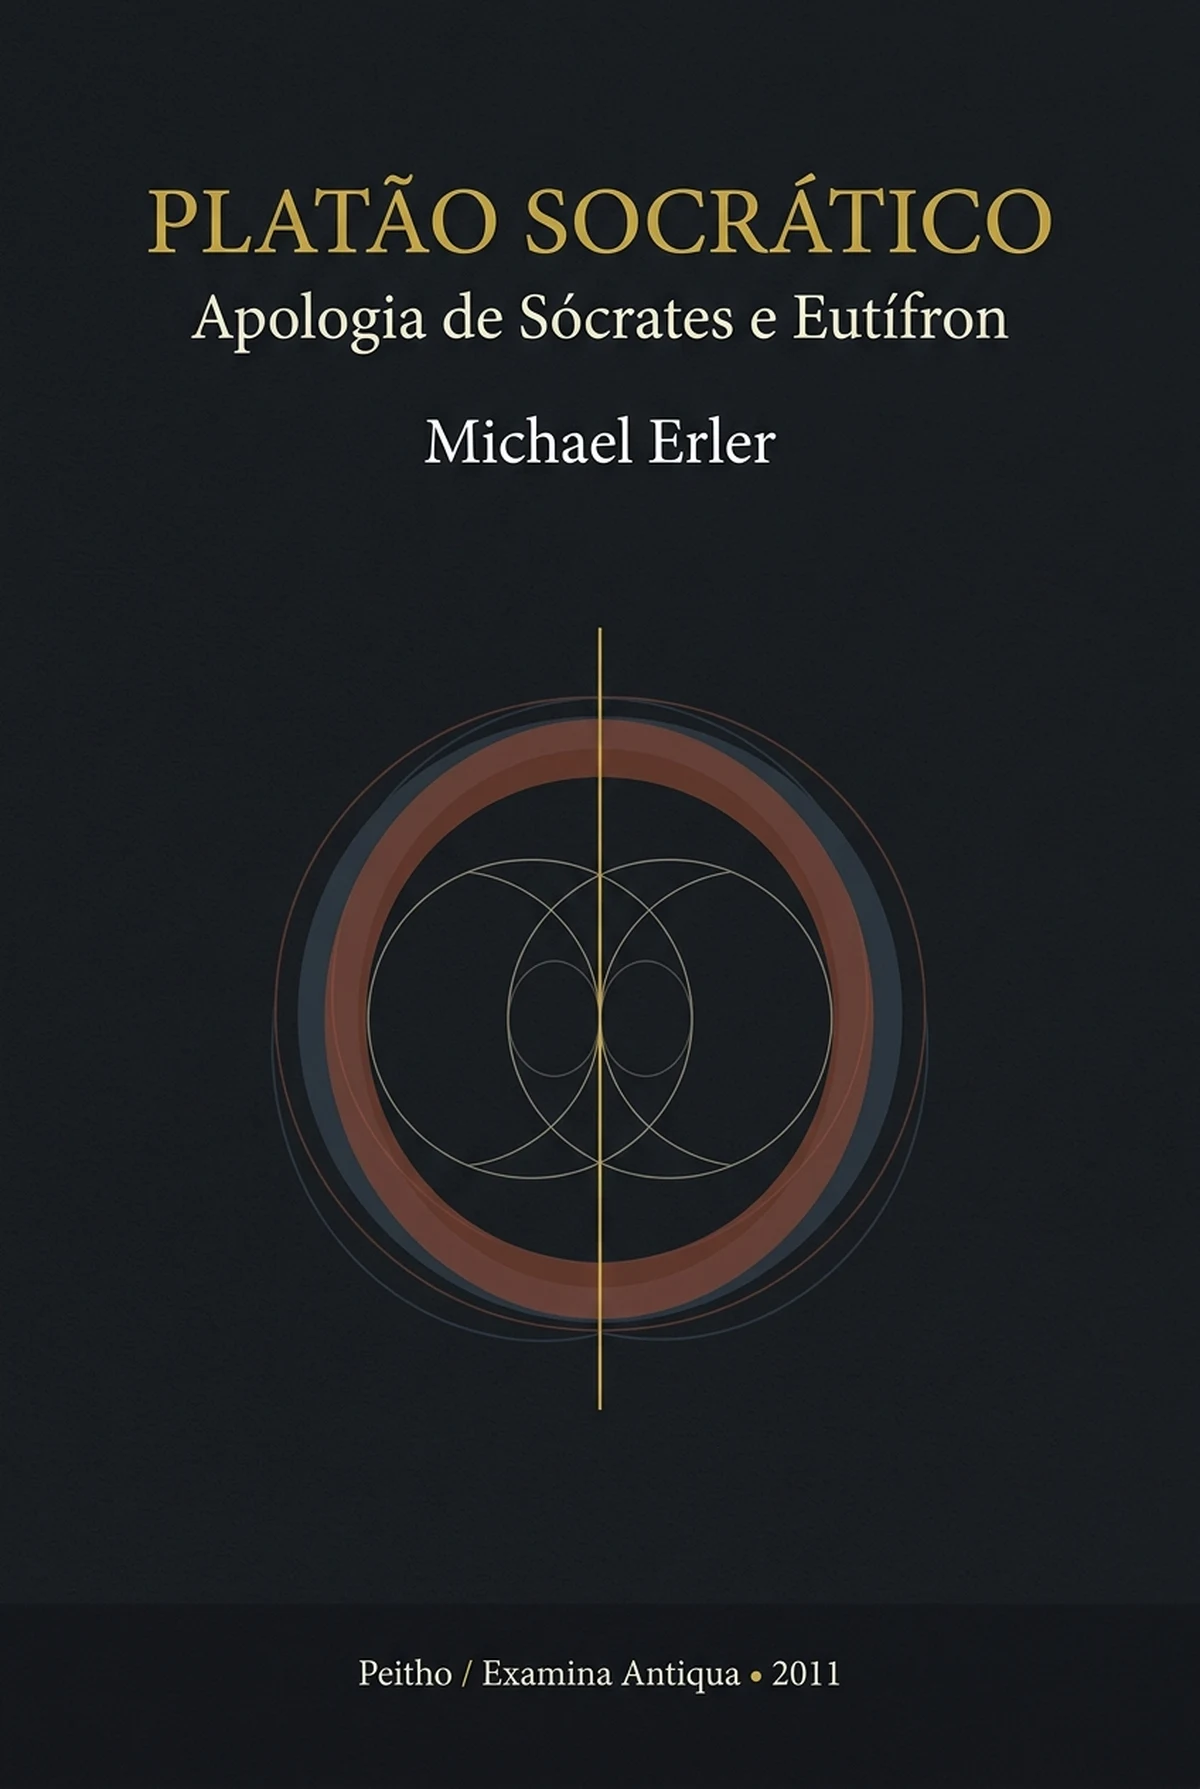 PLATÃO SOCRÁTICO
Apologia de Sócrates e Eutífron
Michael Erler
Peitho / Examina Antiqua • 2011